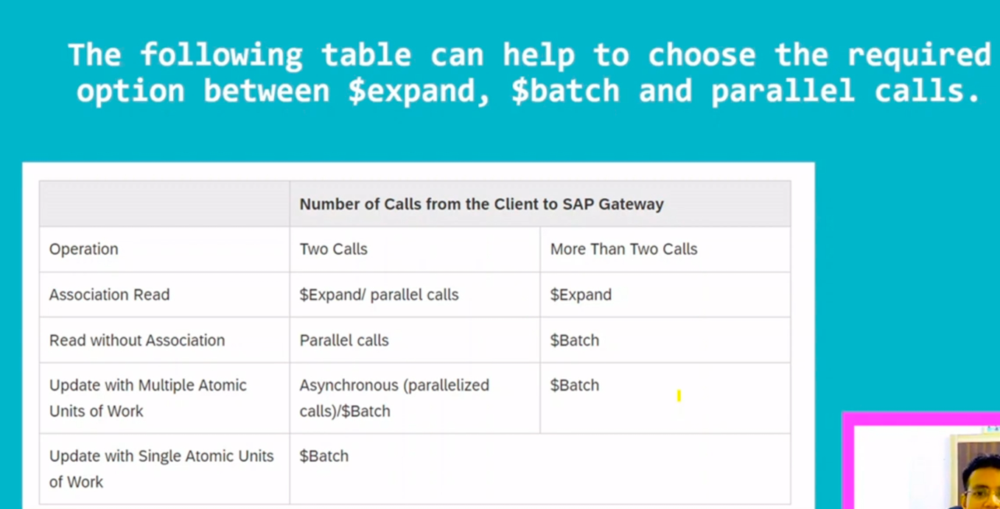 The following table can help to choose the required
option between $expand, $batch and parallel calls.
Number of Calls from the Client to SAP Gateway
Operation
Two Calls
More Than Two Calls
Association Read
$Expand/ parallel calls
$Expand
Read without Association
Parallel calls
$Batch
Update with Multiple Atomic
Units of Work
Asynchronous (parallelized
calls)/$Batch
$Batch
Update with Single Atomic Units
of Work
$Batch